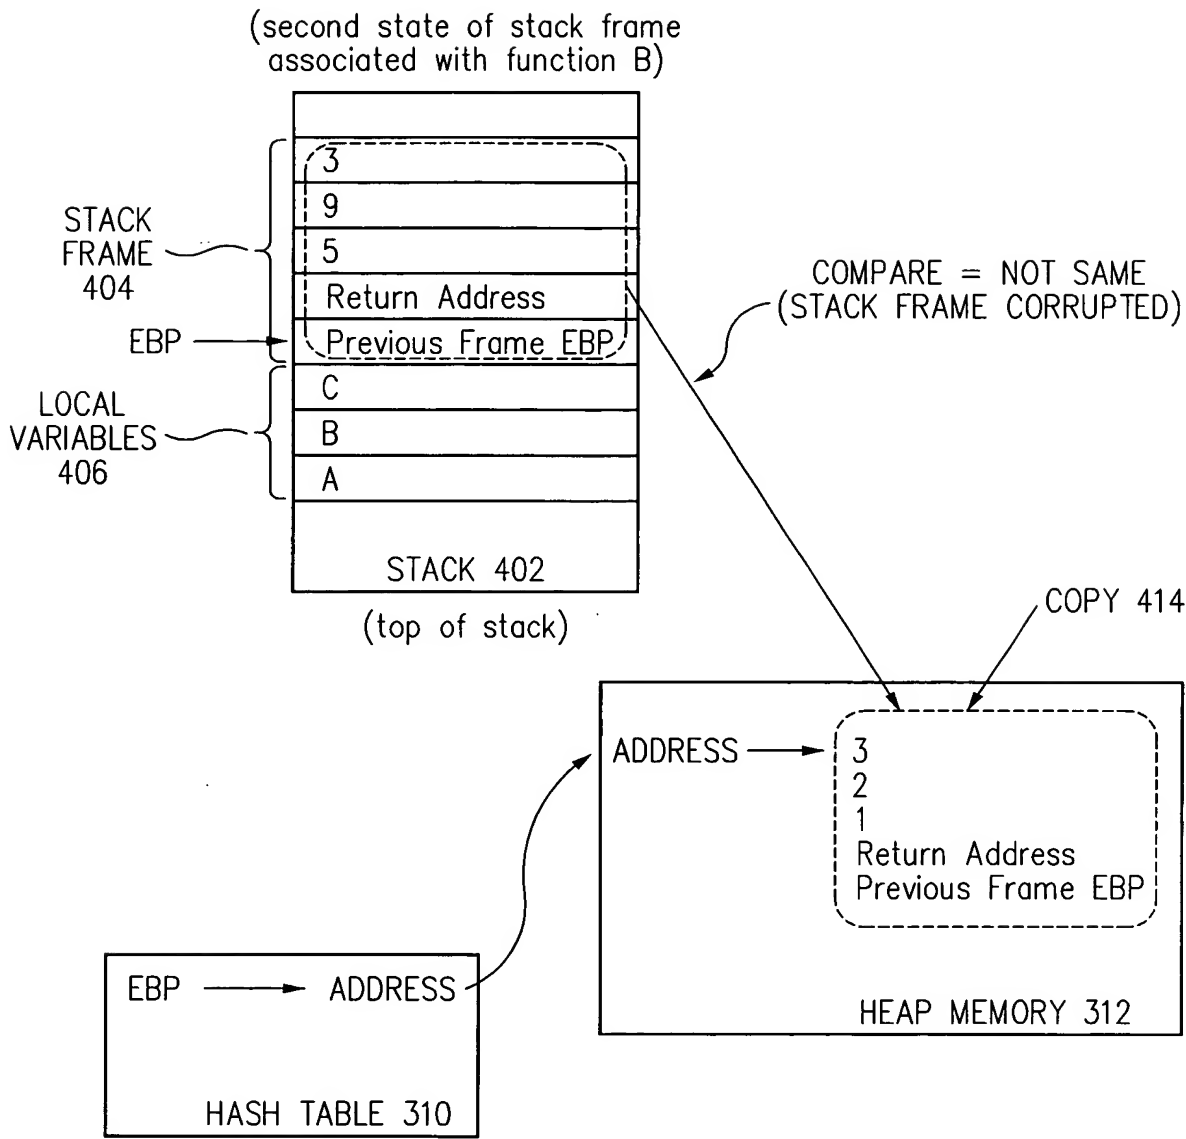 (second state of stack frame
associated with function B)
3
9
5
Return Address
Previous Frame EBP
C
B
A
STACK 402
(top of stack)
STACK
FRAME
404
EBP
LOCAL
VARIABLES
406
COMPARE = NOT SAME
(STACK FRAME CORRUPTED)
COPY 414
ADDRESS
3
2
1
Return Address
Previous Frame EBP
HEAP MEMORY 312
EBP
ADDRESS
HASH TABLE 310